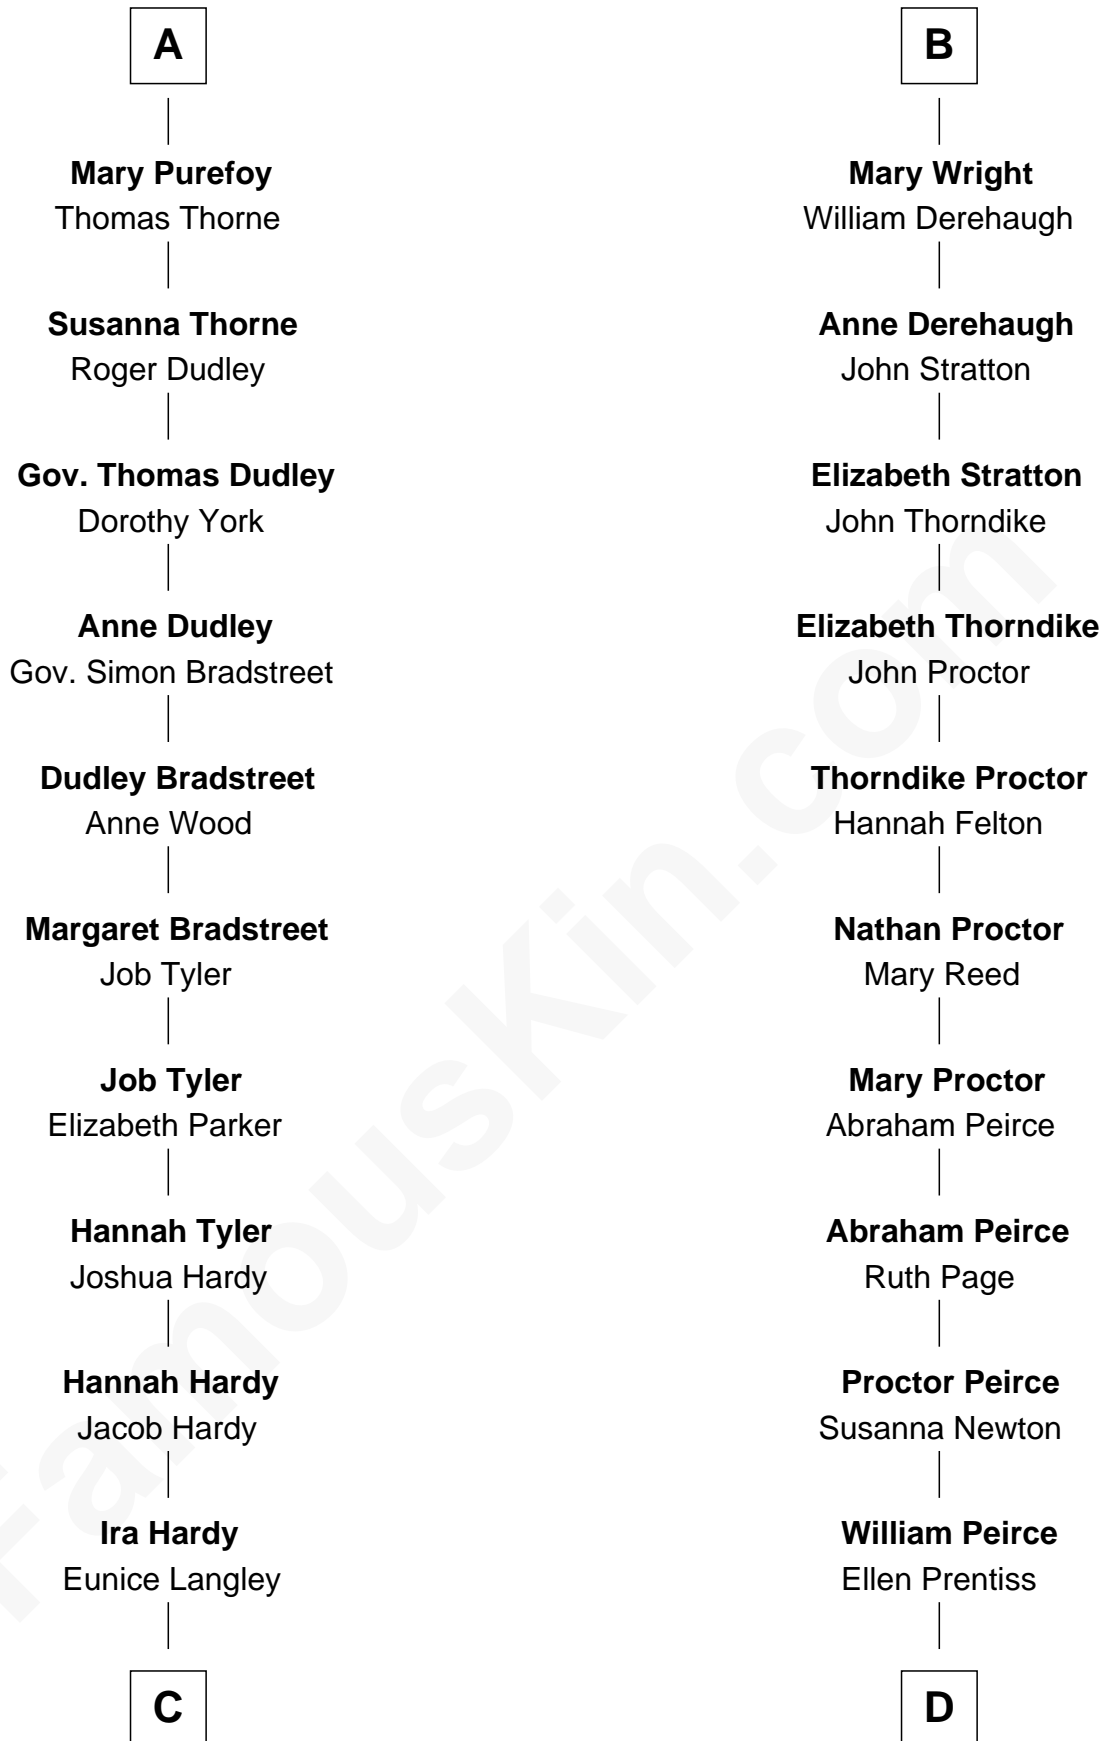 A
Mary Purefoy
Thomas Thorne
Susanna Thorne
Roger Dudley
Gov. Thomas Dudley
Dorothy York
Anne Dudley
Gov. Simon Bradstreet
Dudley Bradstreet
Anne Wood
Margaret Bradstreet
Job Tyler
Job Tyler
Elizabeth Parker
Hannah Tyler
Joshua Hardy
Hannah Hardy
Jacob Hardy
Ira Hardy
Eunice Langley
C
B
Mary Wright
William Derehaugh
Anne Derehaugh
John Stratton
Elizabeth Stratton
John Thorndike
Elizabeth Thorndike
John Proctor
Thorndike Proctor
Hannah Felton
Nathan Proctor
Mary Reed
Mary Proctor
Abraham Peirce
Abraham Peirce
Ruth Page
Proctor Peirce
Susanna Newton
William Peirce
Ellen Prentiss
D
FamousKin.com